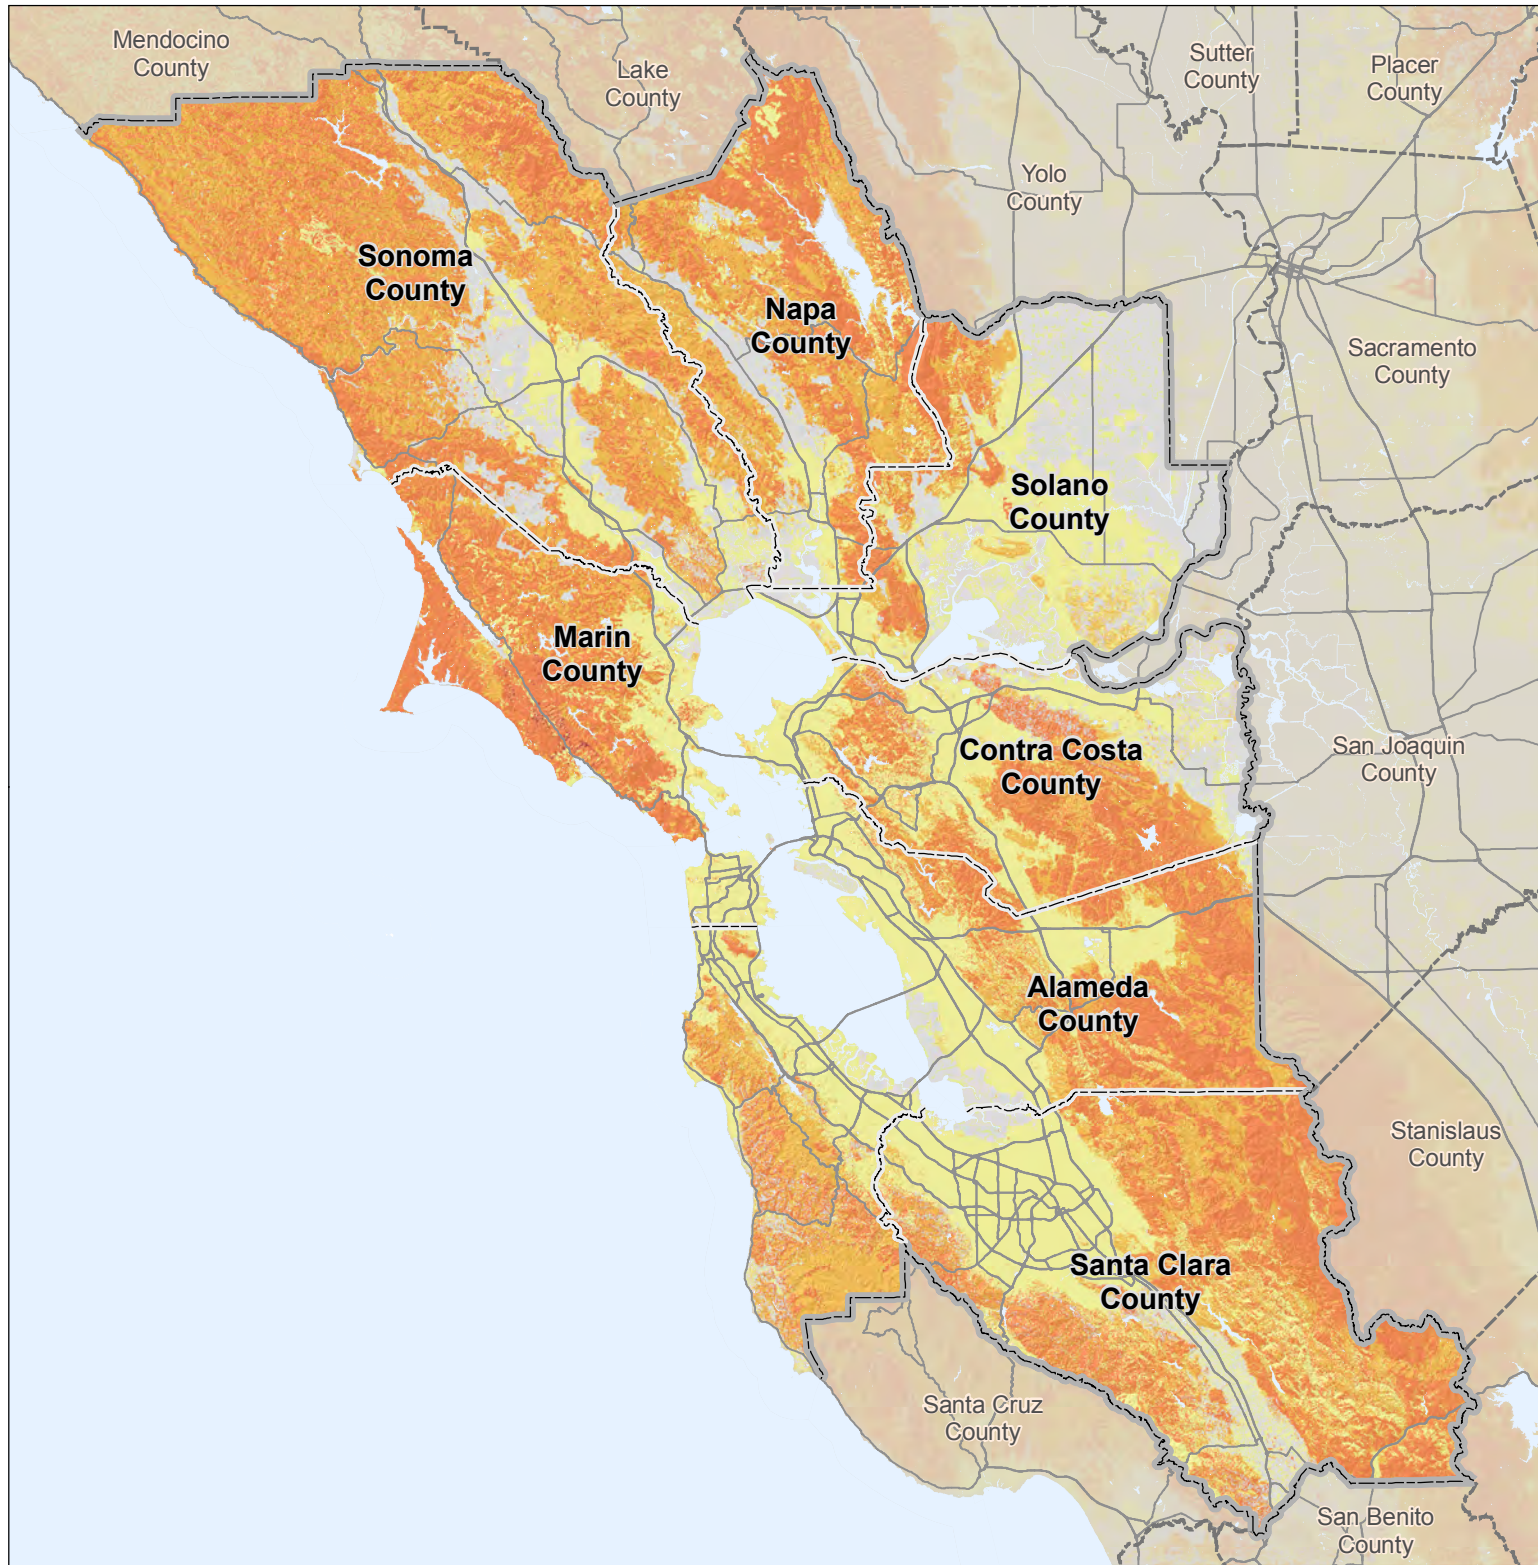 Mendocino
County
Lake
County
Sutter
County
Placer
County
Yolo
County
Sonoma
County
Napa
County
Sacramento
County
Solano
County
Marin
County
Contra Costa
County
San Joaquin
County
Alameda
County
Stanislaus
County
Santa Clara
County
Santa Cruz
County
San Benito
County